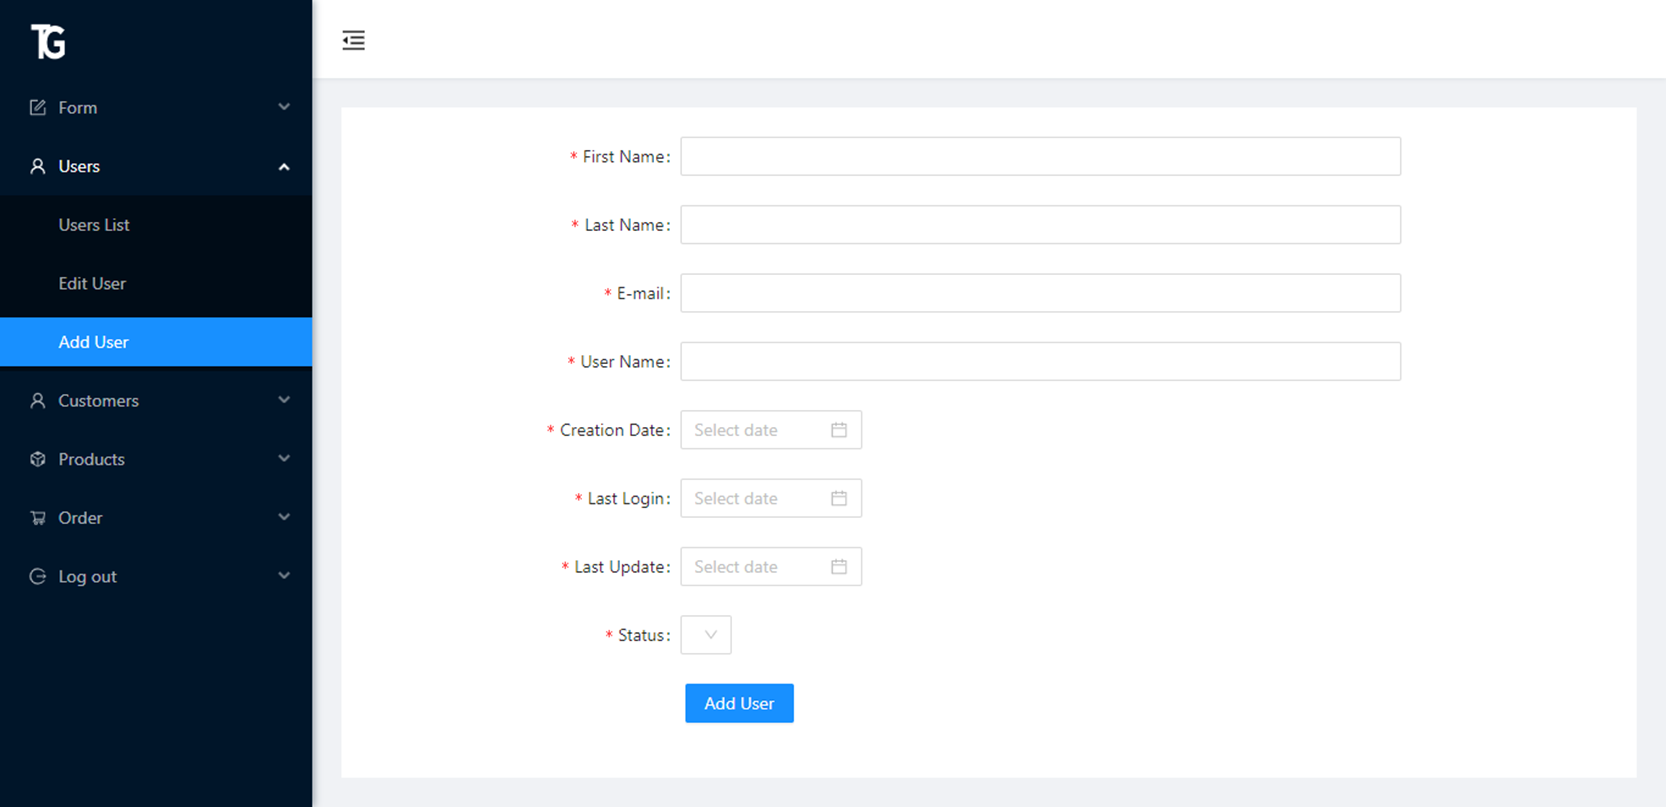 TG
Form
Users
Users List
Edit User
Add User
Customers
Products
Order
Log out
* First Name:
* Last Name:
* E-mail:
* User Name:
* Creation Date: Select date
* Last Login: Select date
* Last Update: Select date
* Status:
Add User